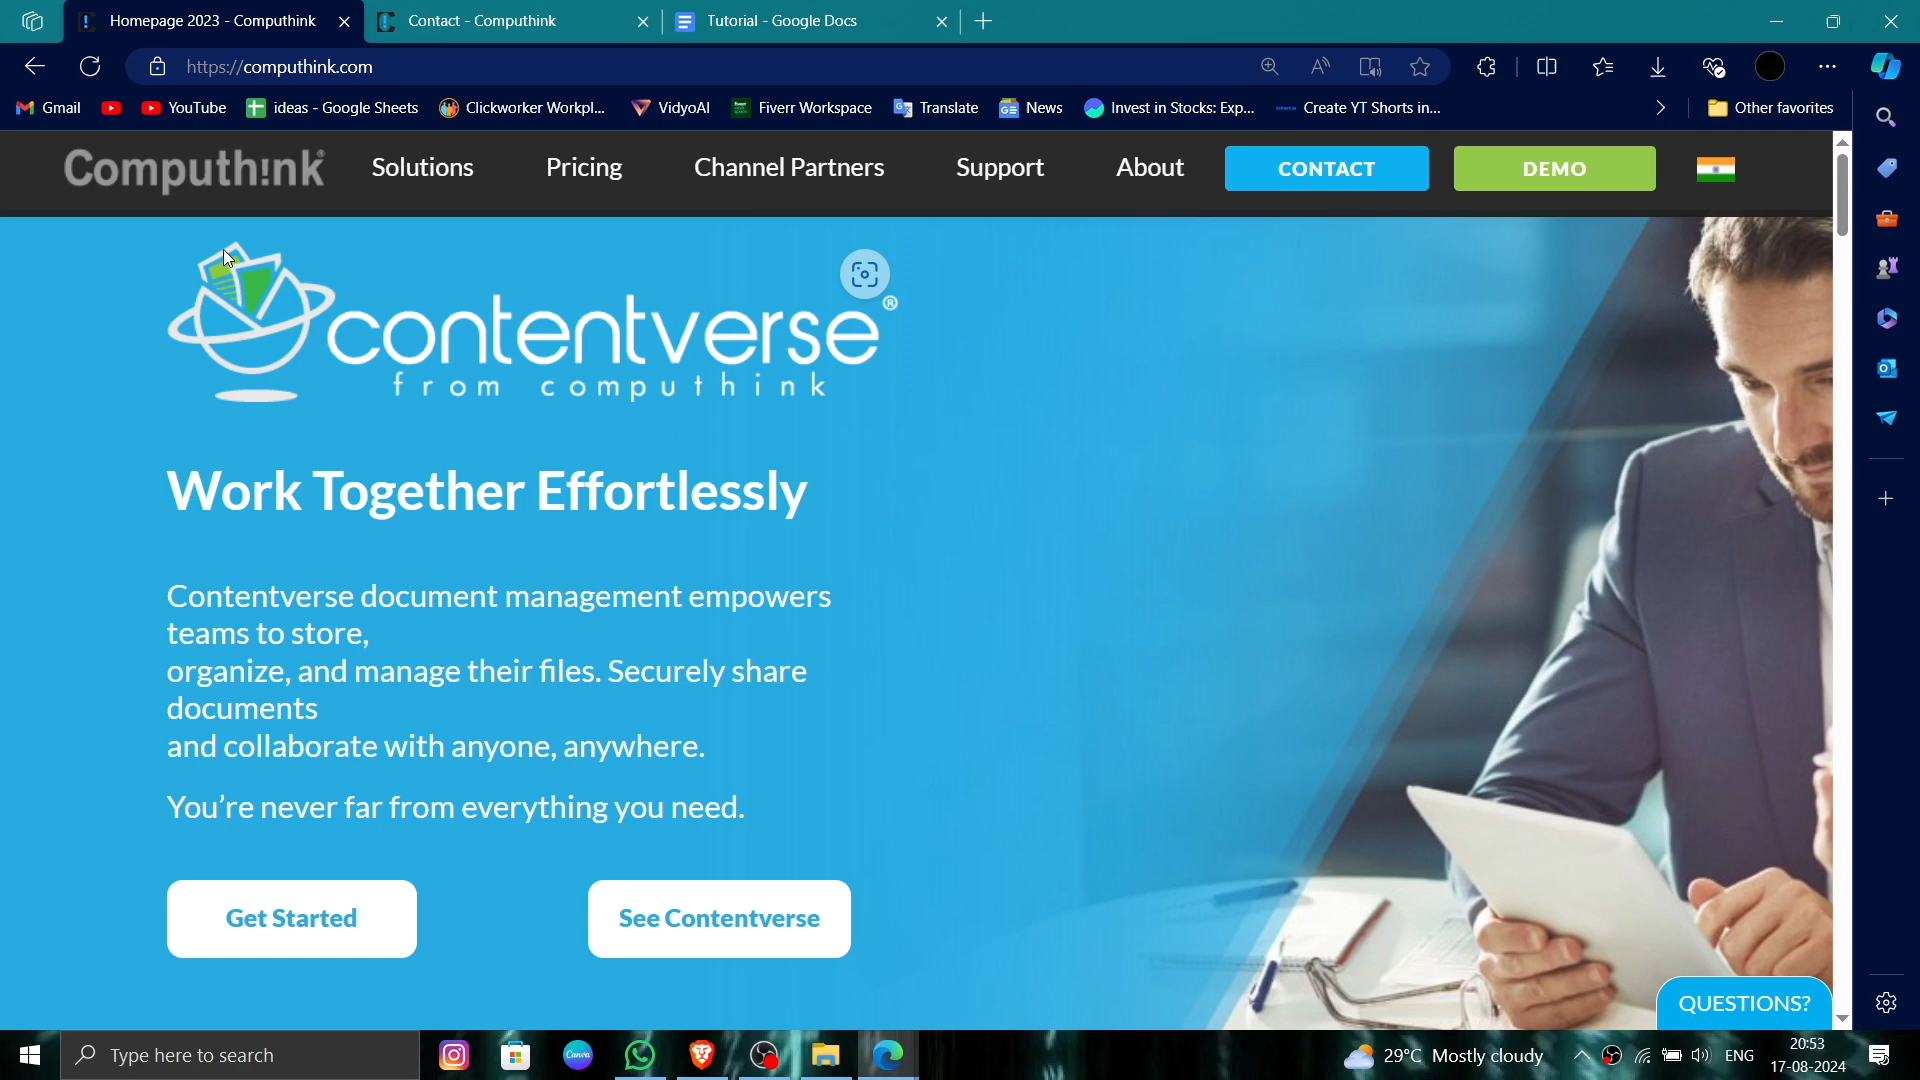 Homepage 2023 - Computhink
Contact - Computhink
Tutorial - Google Docs
https://computhink.com
Gmail
YouTube
ideas - Google Sheets
Clickworker Workpl...
VidyoAI
Fiverr Workspace
Translate
News
Invest in Stocks: Exp...
Create YT Shorts in...
Other favorites
Computh!nk
Solutions
Pricing
Channel Partners
Support
About
CONTACT
DEMO
contentverse®
from computhink
Work Together Effortlessly
Contentverse document management empowers
teams to store,
organize, and manage their files. Securely share
documents
and collaborate with anyone, anywhere.
You're never far from everything you need.
Get Started
See Contentverse
QUESTIONS?
Type here to search
Canva
29°C Mostly cloudy
ENG
20:53
17-08-2024